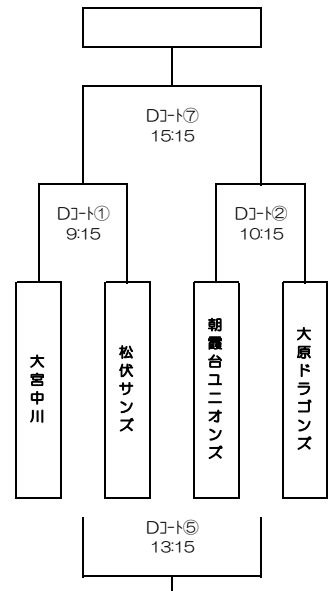 Dｺｰﾄ⑦
15:15
Dｺｰﾄ①
9:15
Dｺｰﾄ②
10:15
大宮中川
松伏サンズ
朝霞台ユニオンズ
大原ドラゴンズ
Dｺｰﾄ⑤
13:15